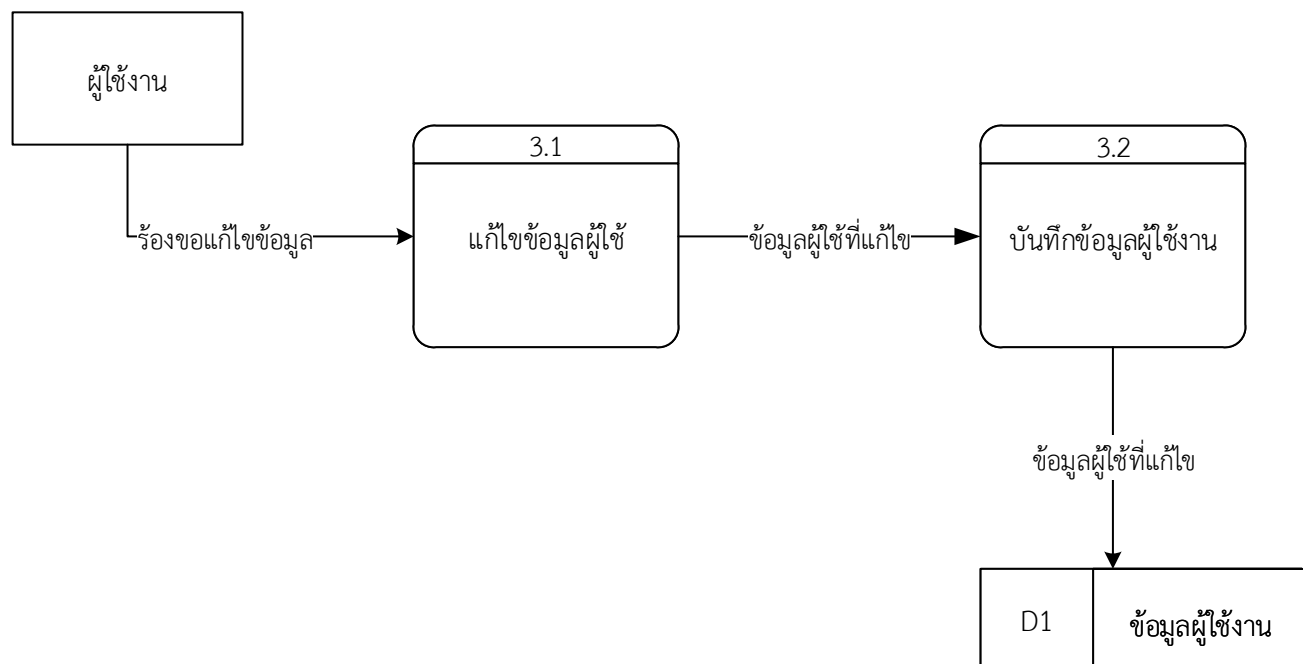 ผู้ใช้งาน
3.1
3.2
ร้องขอแก้ไขข้อมูล
แก้ไขข้อมูลผู้ใช้
ข้อมูลผู้ใช้ที่แก้ไข
บันทึกข้อมูลผู้ใช้งาน
ข้อมูลผู้ใช้ที่แก้ไข
D1
ข้อมูลผู้ใช้งาน